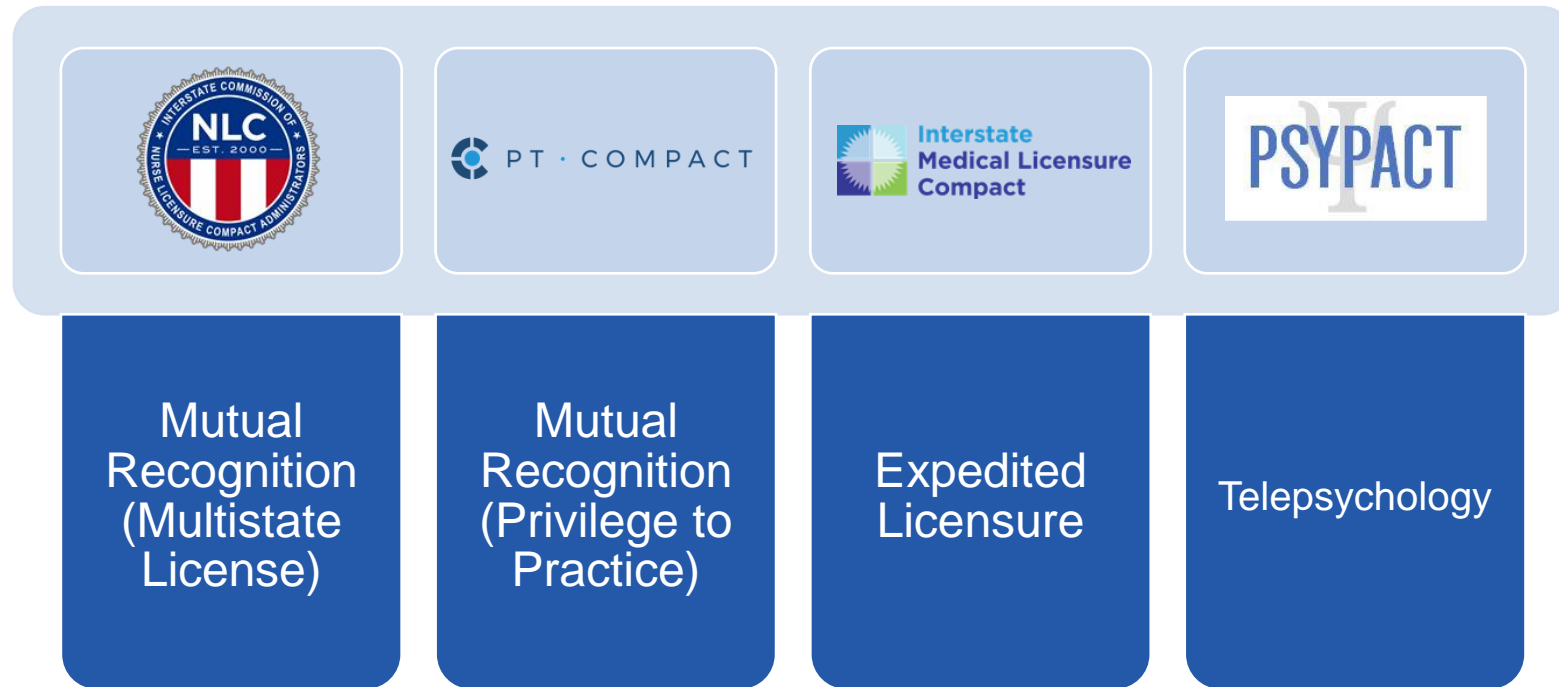 INTERSTATE COMMISSION OF
NLC
EST. 2000
NURSE LICENSURE COMPACT ADMINISTRATORS
PT · COMPACT
Interstate
Medical Licensure
Compact
Ψ
PSYPACT
Mutual
Recognition
(Multistate
License)
Mutual
Recognition
(Privilege to
Practice)
Expedited
Licensure
Telepsychology